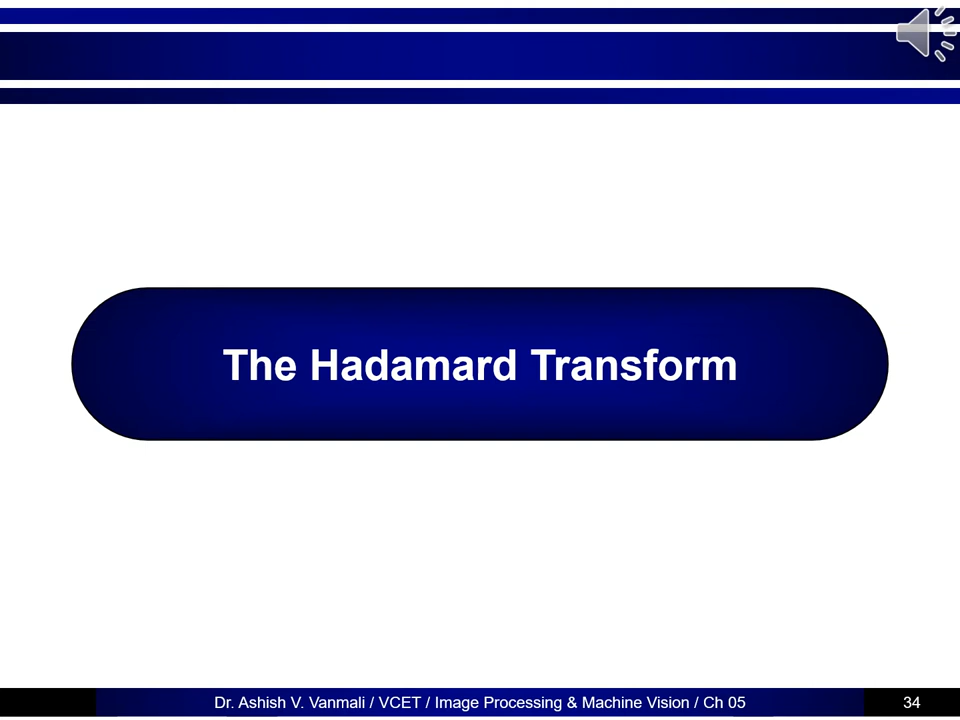 The Hadamard Transform
Dr. Ashish V. Vanmali / VCET / Image Processing & Machine Vision / Ch 05
34